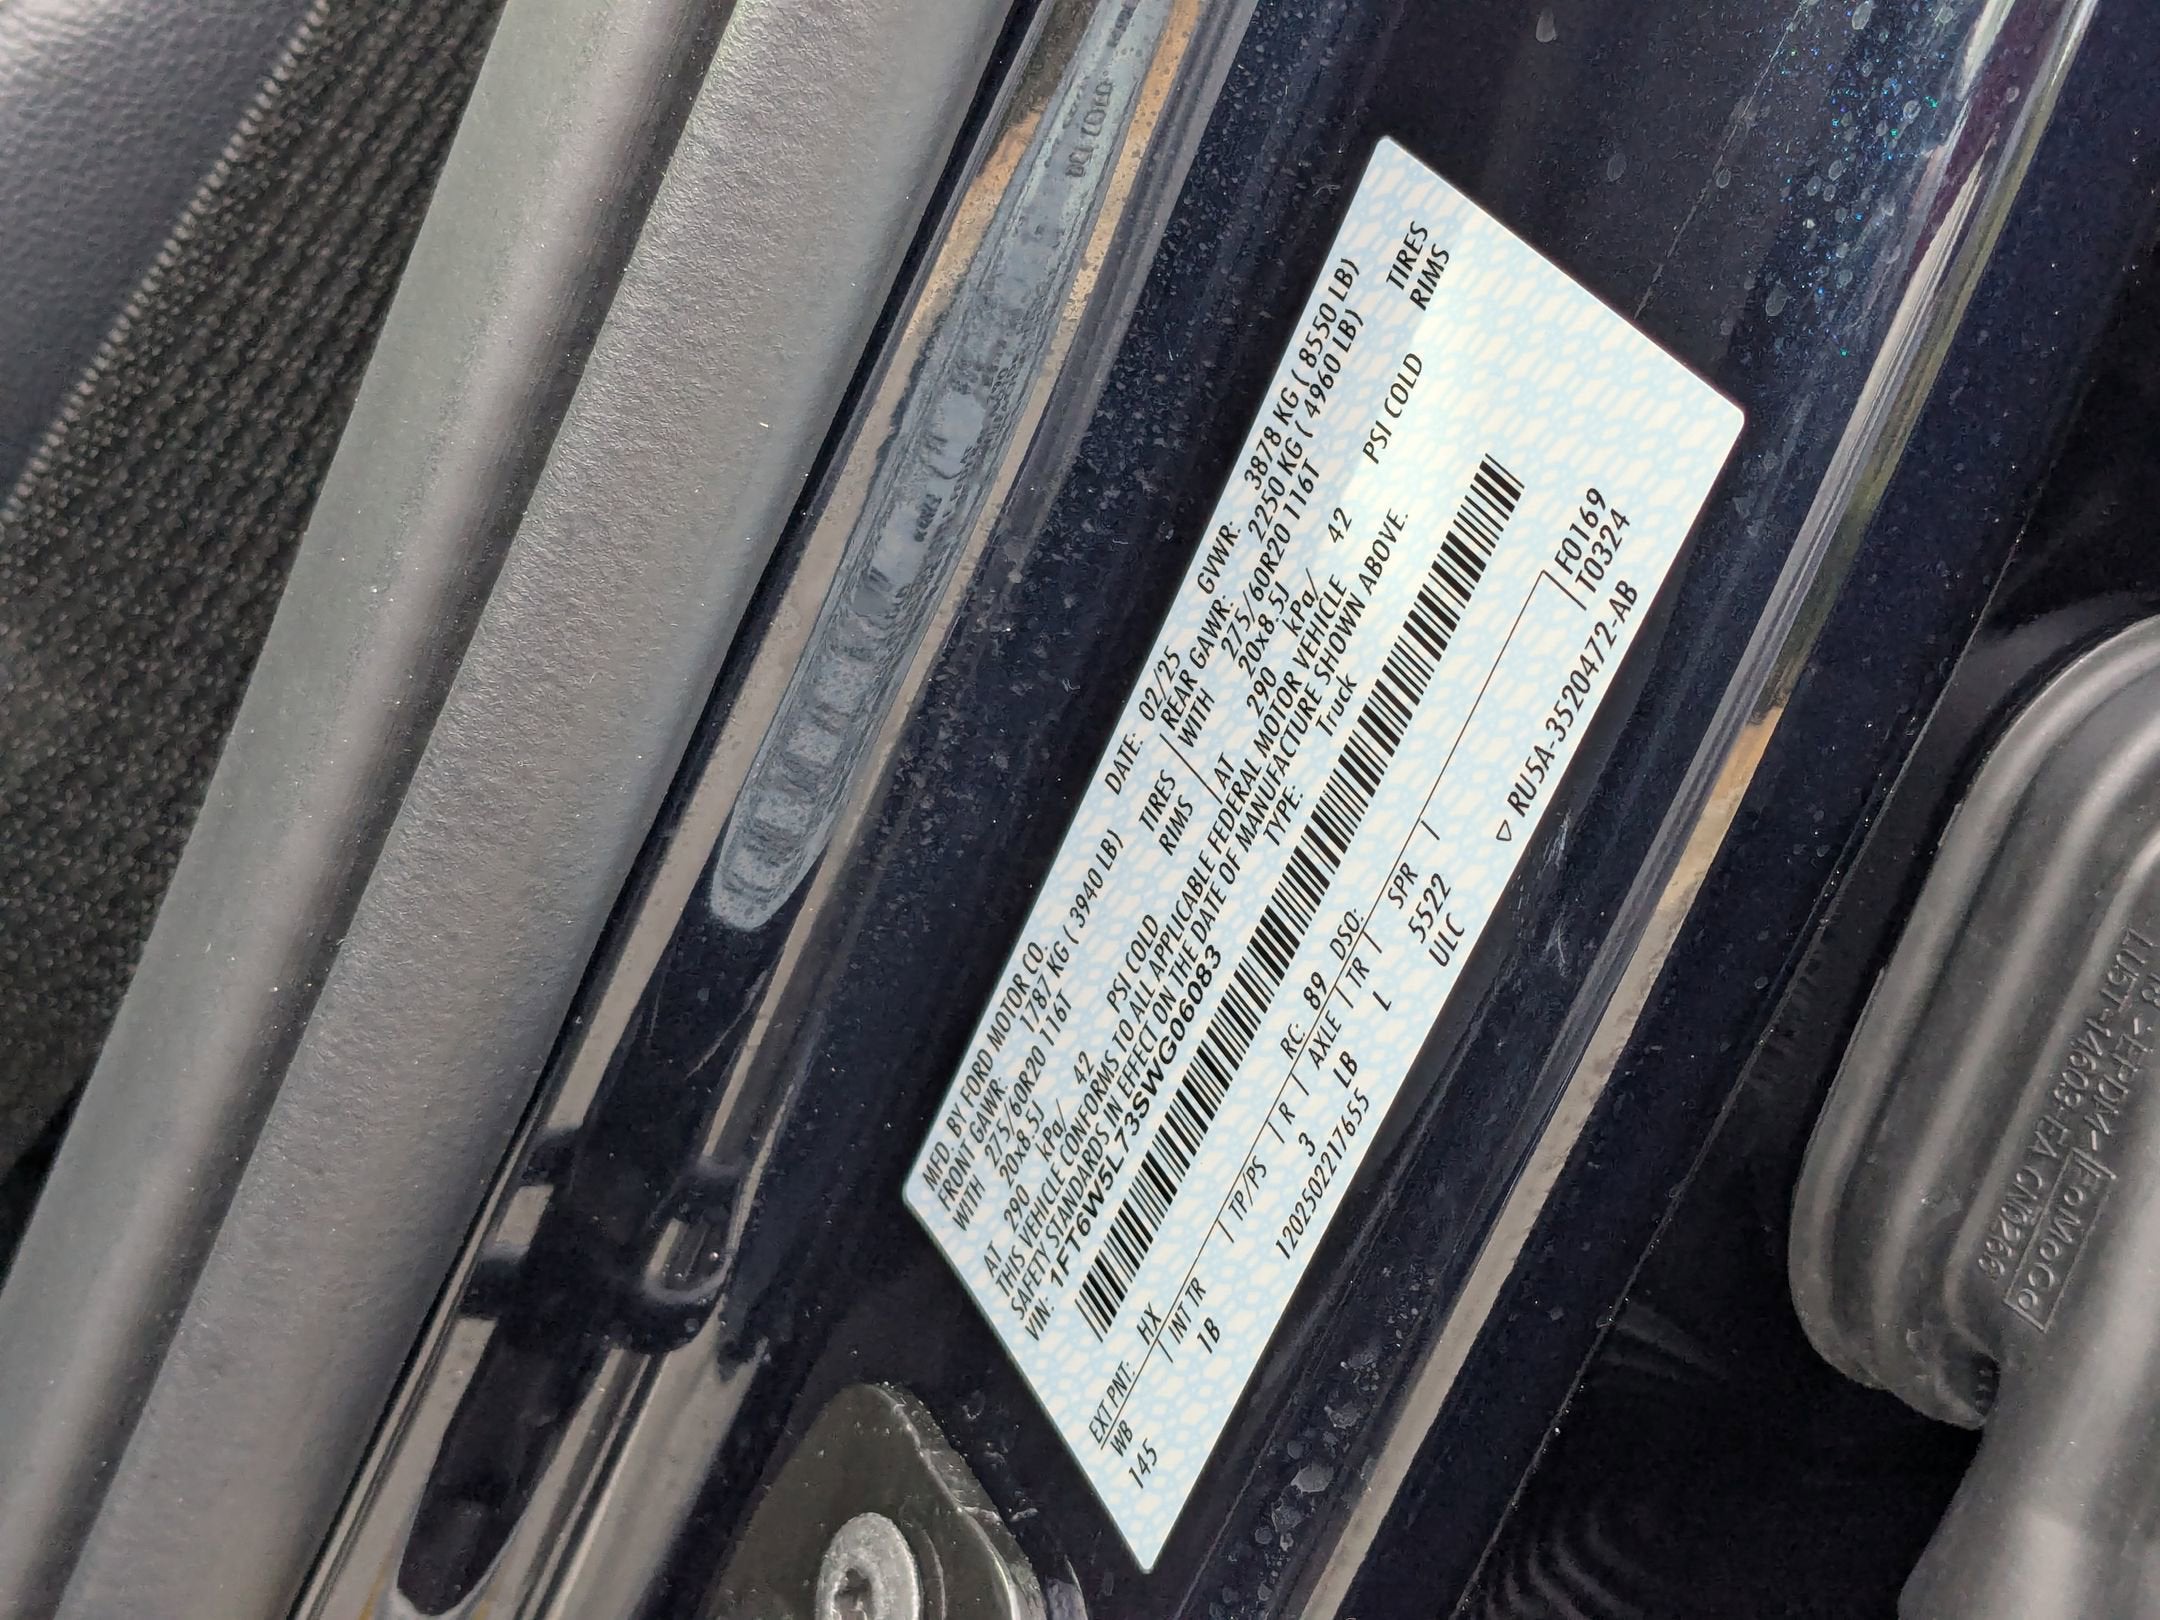 MFD. BY FORD MOTOR CO. DATE: 02/25 GVWR: 3878 KG ( 8550 LB)
FRONT GAWR: 1787 KG ( 3940 LB) REAR GAWR: 2250 KG ( 4960 LB)
WITH 275/60R20 116T TIRES WITH 275/60R20 116T TIRES
20x8.5J RIMS 20x8.5J RIMS
AT 290 kPa/ 42 PSI COLD AT 290 kPa/ 42 PSI COLD
THIS VEHICLE CONFORMS TO ALL APPLICABLE FEDERAL MOTOR VEHICLE
SAFETY STANDARDS IN EFFECT ON THE DATE OF MANUFACTURE SHOWN ABOVE.
VIN: 1FT6W5L73SWG06083 TYPE: Truck
EXT PNT: HX RC: 89 DSO: F0169
WB | INT TR | TP/PS | R | AXLE | TR | SPR | T0324
145 1B 3 LB L 5522
1202502217655 ULC
▽ RU5A-3520472-AB
>EPDM<
FoMoCo